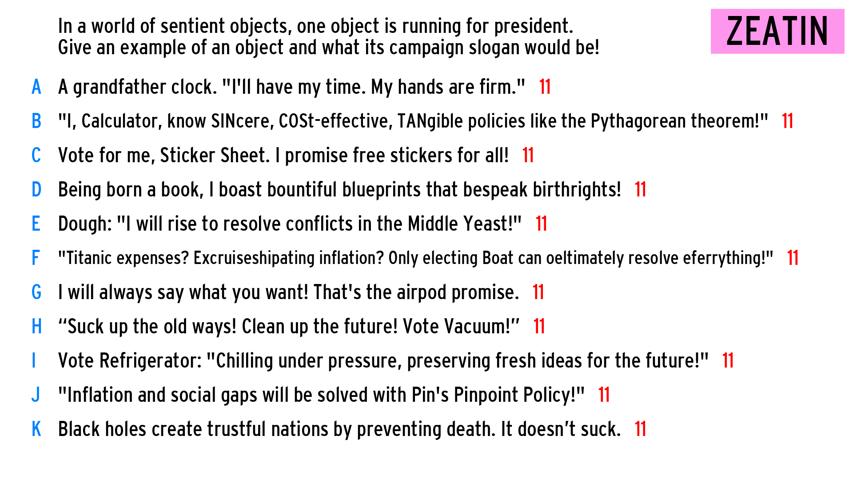 In a world of sentient objects, one object is running for president.
Give an example of an object and what its campaign slogan would be!
ZEATIN
A A grandfather clock. "I'll have my time. My hands are firm." 11
B "I, Calculator, know SINcere, COSt-effective, TANgible policies like the Pythagorean theorem!" 11
C Vote for me, Sticker Sheet. I promise free stickers for all! 11
D Being born a book, I boast bountiful blueprints that bespeak birthrights! 11
E Dough: "I will rise to resolve conflicts in the Middle Yeast!" 11
F "Titanic expenses? Excruiseshipating inflation? Only electing Boat can oeltimately resolve eferrything!" 11
G I will always say what you want! That's the airpod promise. 11
H “Suck up the old ways! Clean up the future! Vote Vacuum!” 11
I Vote Refrigerator: "Chilling under pressure, preserving fresh ideas for the future!" 11
J "Inflation and social gaps will be solved with Pin's Pinpoint Policy!" 11
K Black holes create trustful nations by preventing death. It doesn’t suck. 11